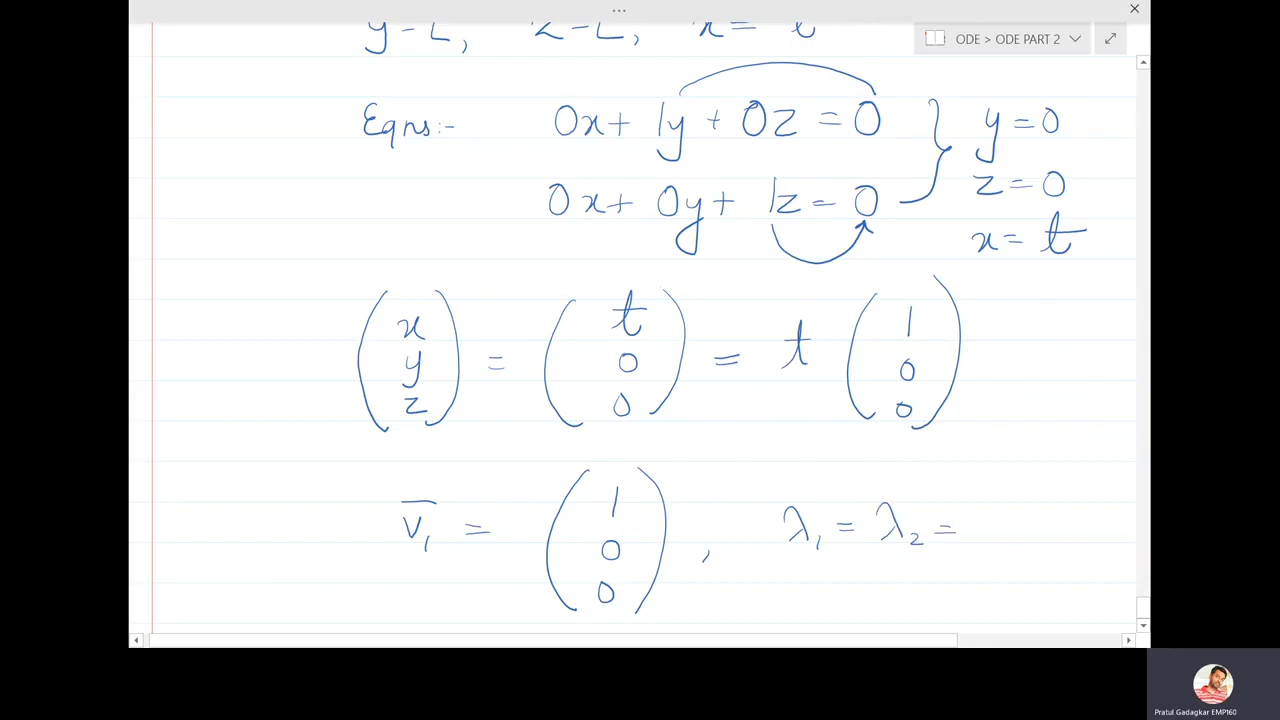 ...
ODE > ODE PART 2
y-L, z-L, x= t
Eqns:- 0x+ 1y + 0z = 0
y=0
0x+ 0y+ 1z = 0
z=0
x= t
(x y z) = (t 0 0) = t (1 0 0)
v̅₁ = (1 0 0), λ₁ = λ₂ =
Pratul Gadagkar EMP160